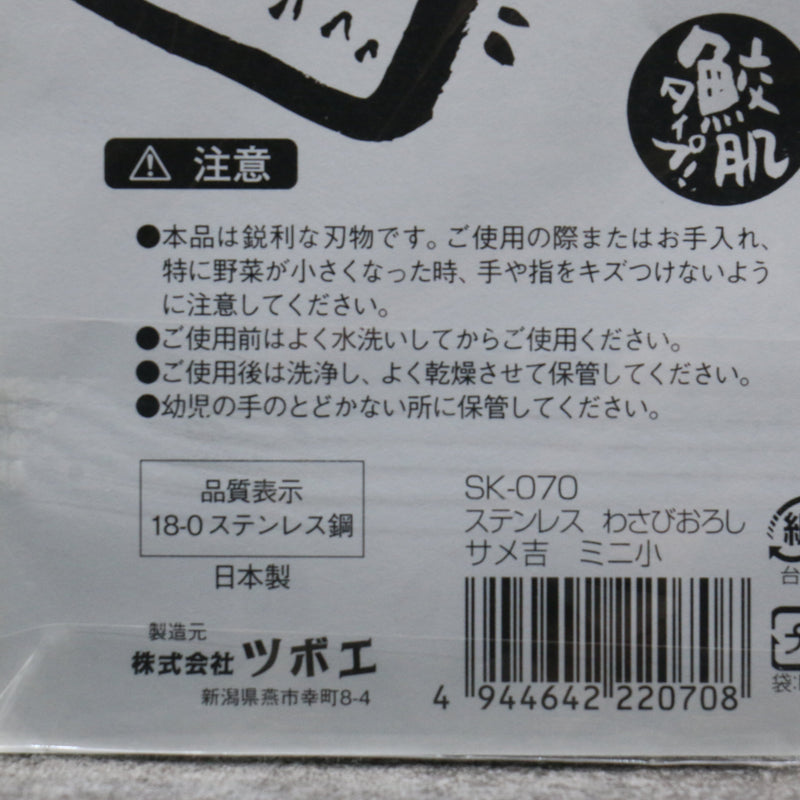 鮫肌
タイプ!
注意
●本品は鋭利な刃物です。ご使用の際またはお手入れ、
特に野菜が小さくなった時、手や指をキズつけないよう
に注意してください。
●ご使用前はよく水洗いしてからご使用ください。
●ご使用後は洗浄し、よく乾燥させて保管してください。
●幼児の手のとどかない所に保管してください。
品質表示
18-0 ステンレス鋼
日本製
製造元
株式会社 ツボエ
新潟県燕市幸町8-4
SK-070
ステンレス わさびおろし
サメ吉 ミニ小
4 944642 220708
台
袋: